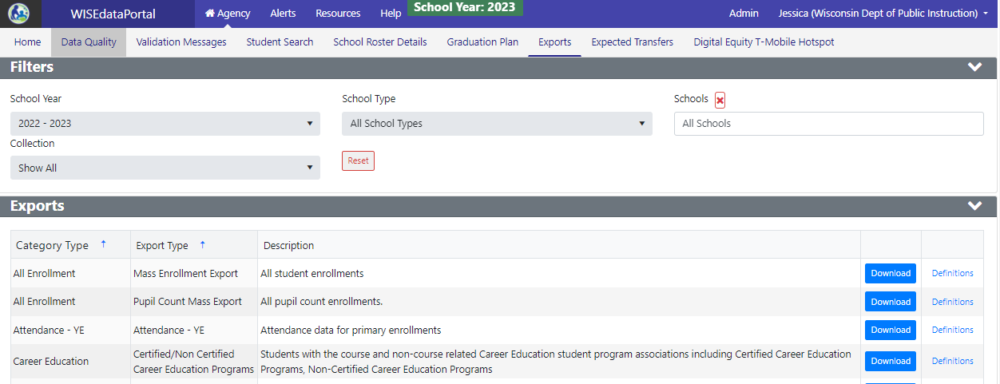 WISEdataPortal Agency Alerts Resources Help School Year: 2023 Admin Jessica (Wisconsin Dept of Public Instruction)
Home Data Quality Validation Messages Student Search School Roster Details Graduation Plan Exports Expected Transfers Digital Equity T-Mobile Hotspot
Filters
School Year School Type Schools
2022 - 2023 All School Types All Schools
Collection
Show All Reset
Exports
Category Type Export Type Description
All Enrollment Mass Enrollment Export All student enrollments Download Definitions
All Enrollment Pupil Count Mass Export All pupil count enrollments. Download Definitions
Attendance - YE Attendance - YE Attendance data for primary enrollments Download Definitions
Career Education Certified/Non Certified Students with the course and non-course related Career Education student program associations including Certified Career Education Download Definitions
Career Education Programs Programs, Non-Certified Career Education Programs